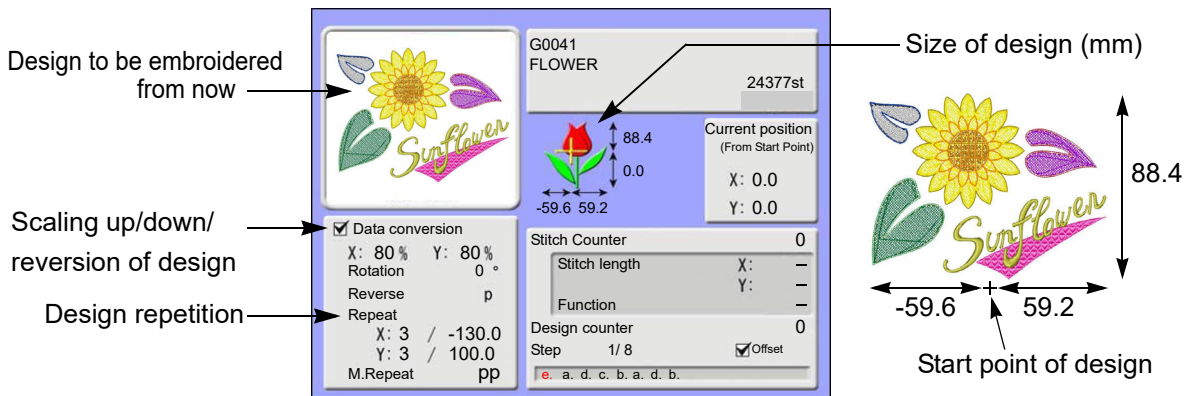 Design to be embroidered
from now
Scaling up/down/
reversion of design
Design repetition
Sunflower
G0041
FLOWER
24377st
88.4
0.0
-59.6 59.2
Current position
(From Start Point)
X: 0.0
Y: 0.0
Data conversion
X: 80% Y: 80%
Rotation 0 °
Reverse p
Repeat
X: 3 / -130.0
Y: 3 / 100.0
M.Repeat pp
Stitch Counter 0
Stitch length X: –
Y: –
Function –
Design counter 0
Step 1/ 8 Offset
e. a. d. c. b. a. d. b.
Size of design (mm)
Sunflower
88.4
-59.6 59.2
Start point of design